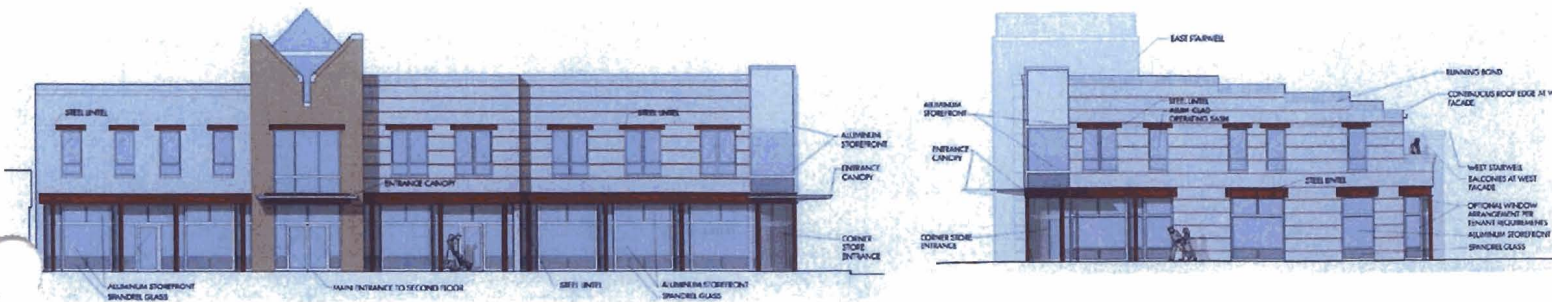 STEEL LINTEL
STEEL LINTEL
ENTRANCE CANOPY
ALUMINUM
STOREFRONT
ENTRANCE
CANOPY
CORNER
STORE
ENTRANCE
ALUMINUM STOREFRONT
SPANDREL GLASS
MAIN ENTRANCE TO SECOND FLOOR
STEEL LINTEL
ALUMINUM STOREFRONT
SPANDREL GLASS
EAST STAIRWELL
RUNNING BOND
CONTINUOUS ROOF EDGE AT W
FACADE
ALUMINUM
STOREFRONT
STEEL LINTEL
ALUM CLAD
OPERATING SASH
ENTRANCE
CANOPY
WEST STAIRWELL
BALCONIES AT WEST
FACADE
STEEL LINTEL
OPTIONAL WINDOW
ARRANGEMENT PER
TENANT REQUIREMENTS
ALUMINUM STOREFRONT
SPANDREL GLASS
CORNER STORE
ENTRANCE